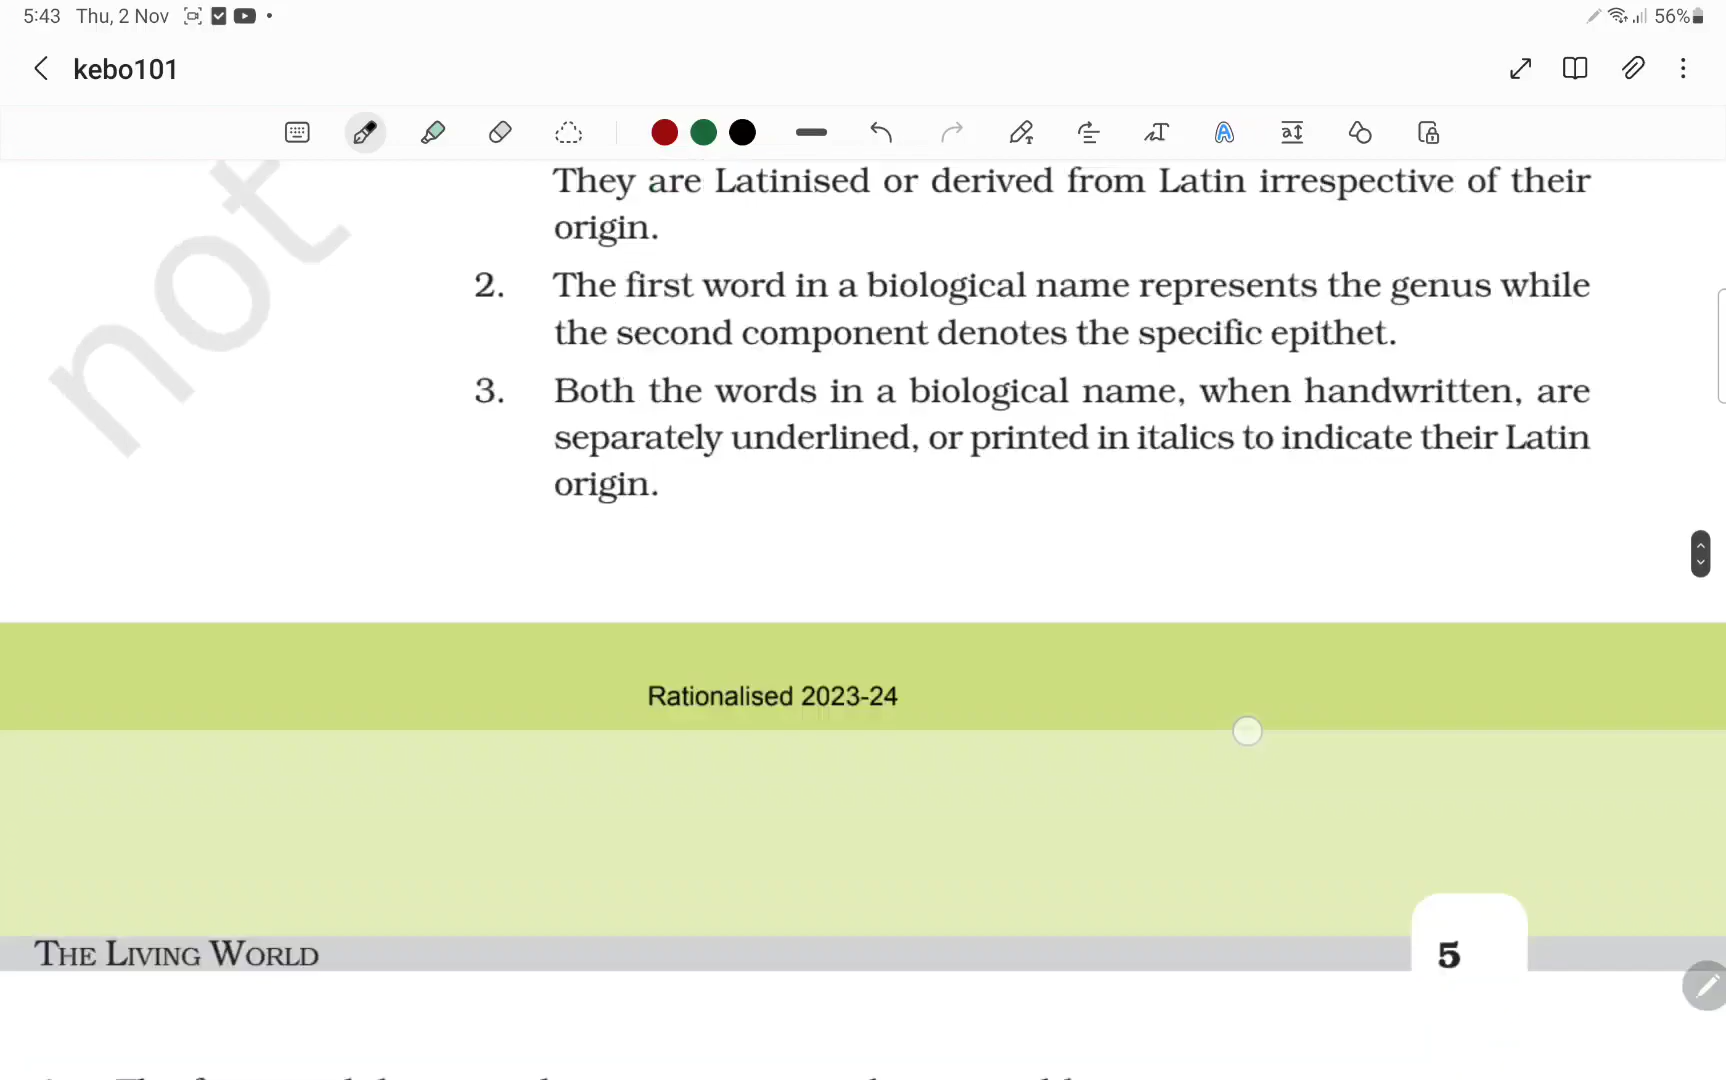 5:43 Thu, 2 Nov 56%
kebo101
not
They are Latinised or derived from Latin irrespective of their
origin.
2. The first word in a biological name represents the genus while
the second component denotes the specific epithet.
3. Both the words in a biological name, when handwritten, are
separately underlined, or printed in italics to indicate their Latin
origin.
Rationalised 2023-24
THE LIVING WORLD 5